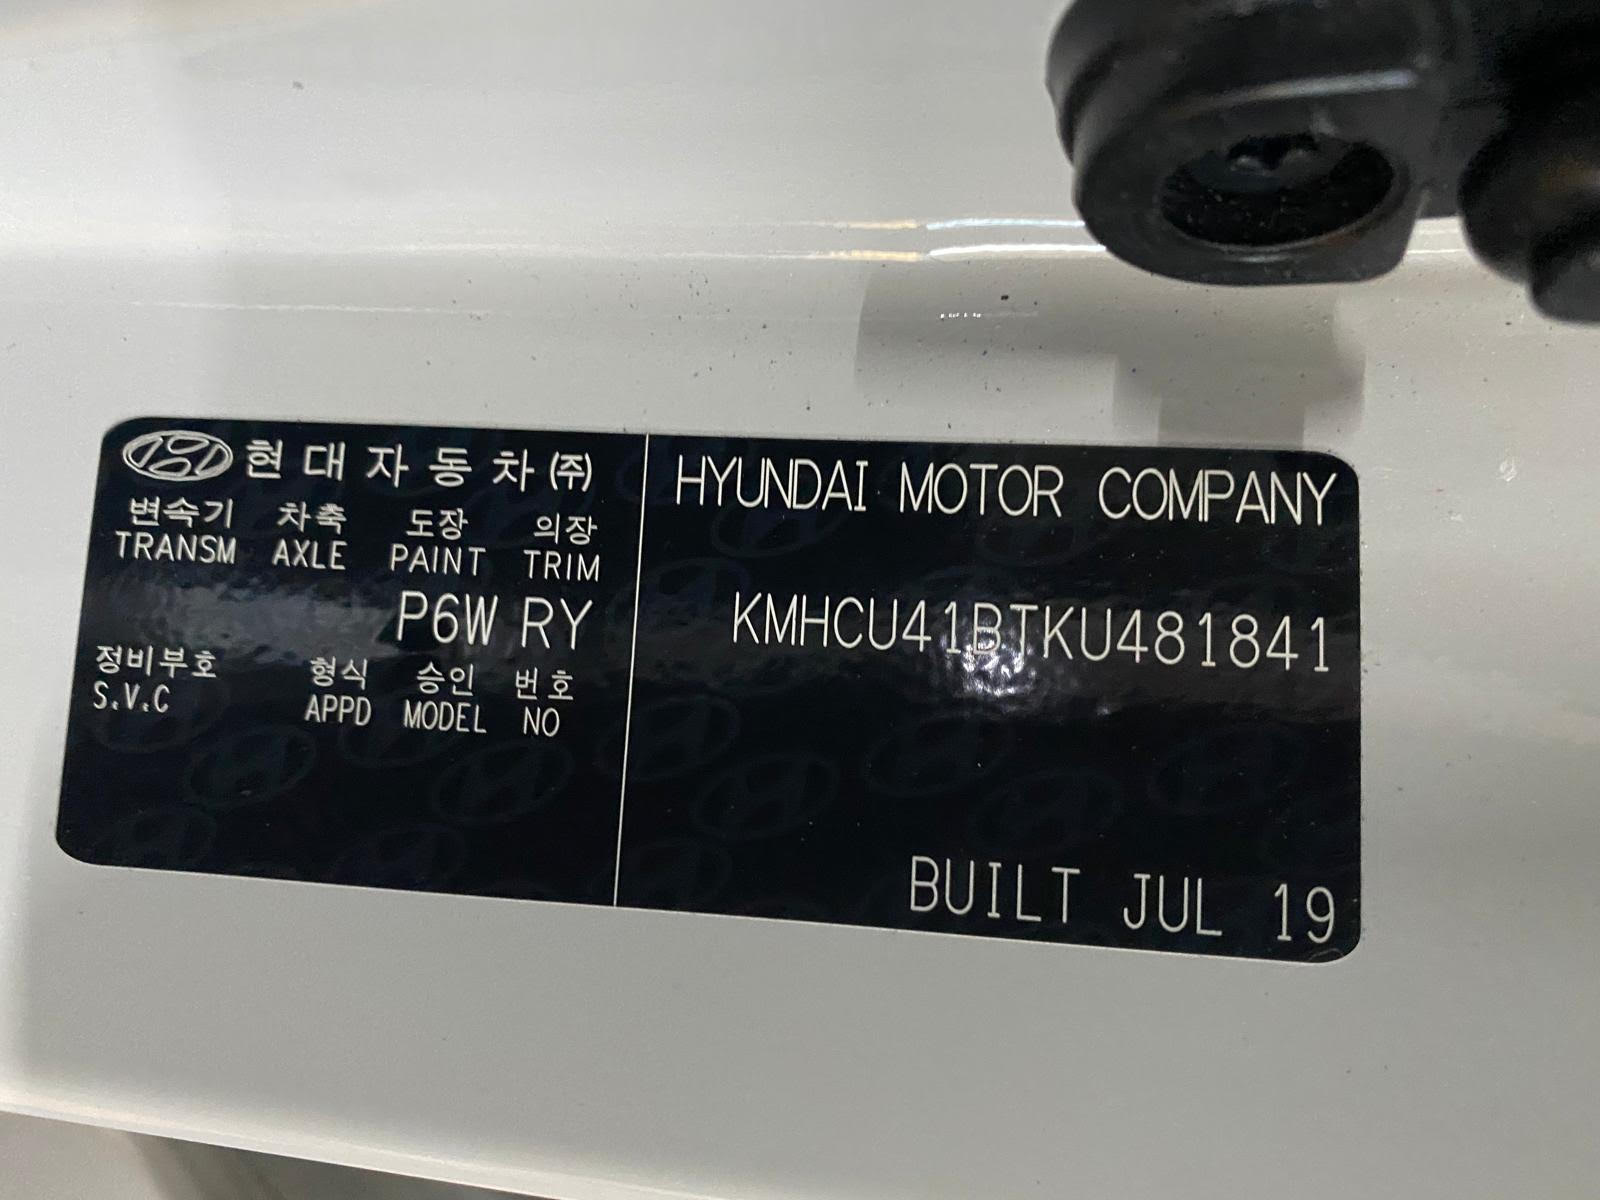 현대자동차(주)
변속기 차축 도장 의장
TRANSM AXLE PAINT TRIM
P6W RY
정비부호 형식 승인 번호
S.V.C APPD MODEL NO
HYUNDAI MOTOR COMPANY
KMHCU41BTKU481841
BUILT JUL 19